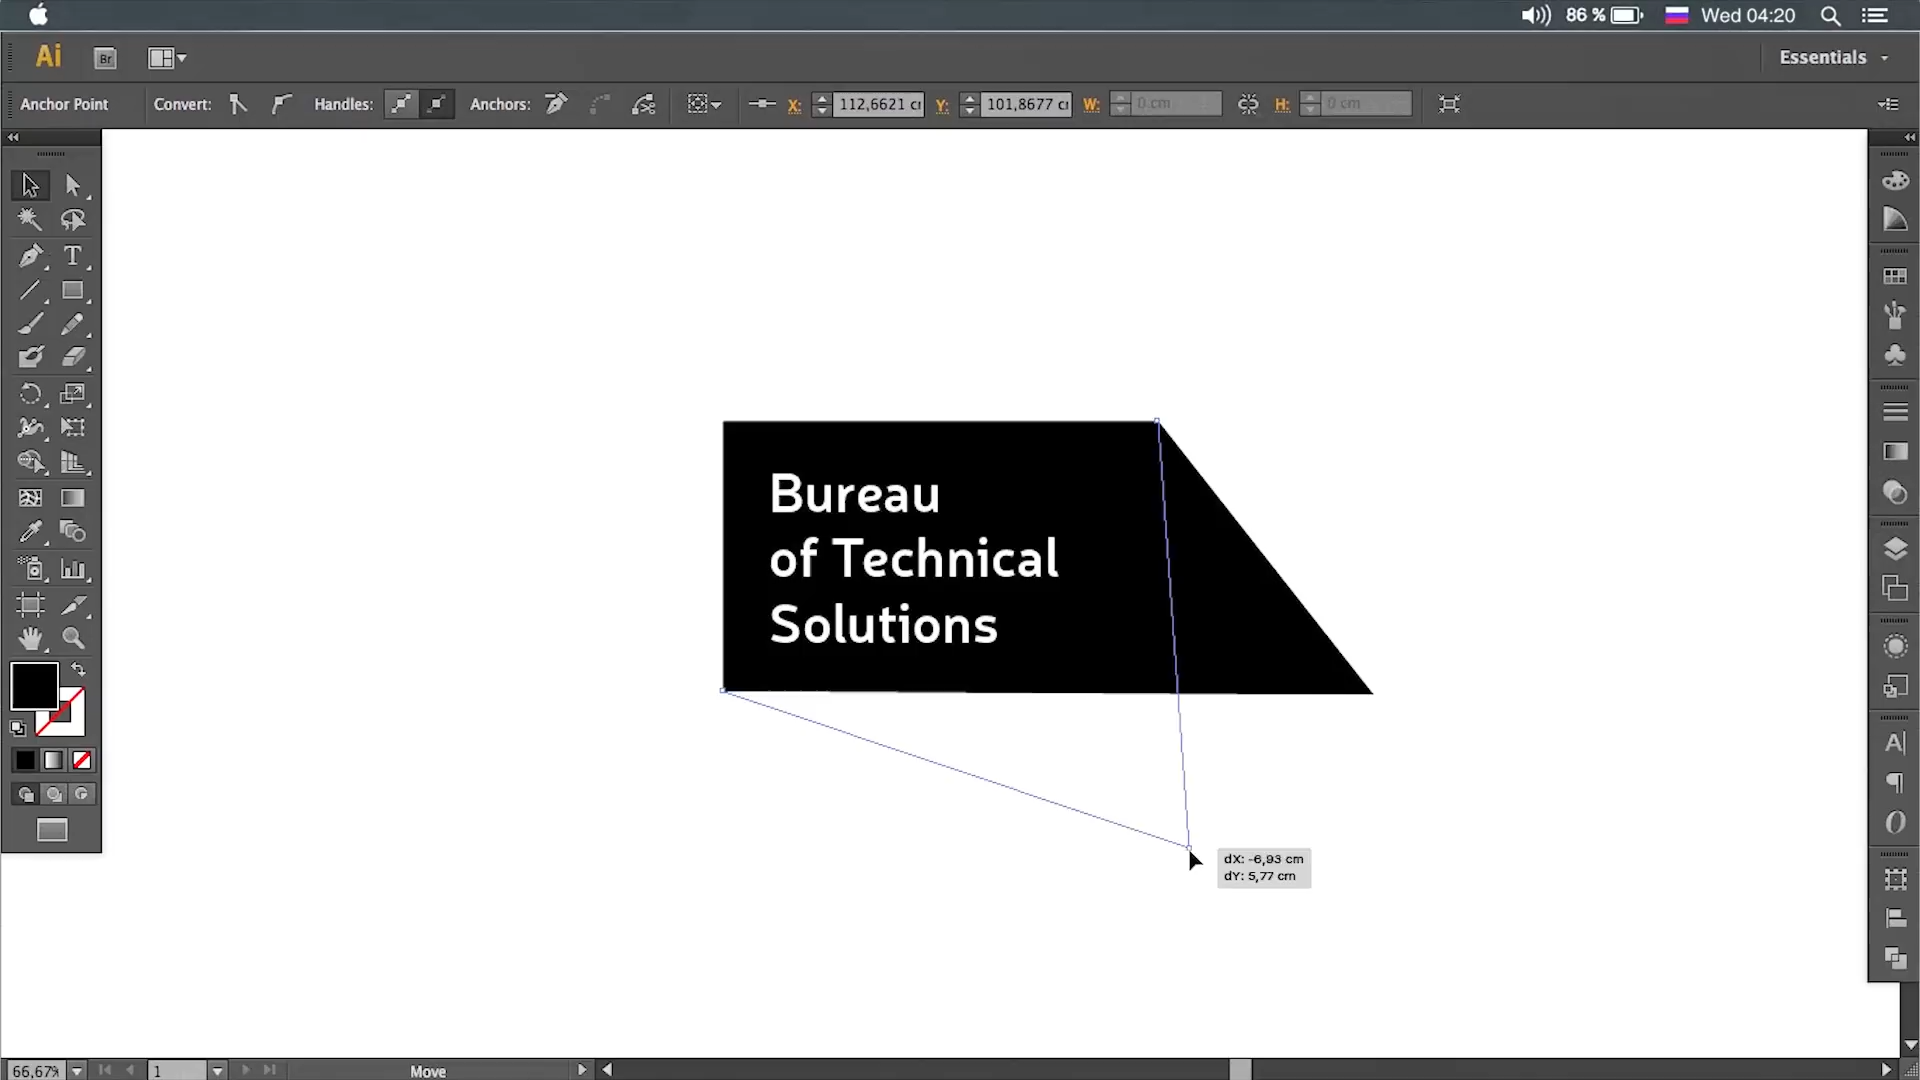 86 % Wed 04:20
Ai Br Essentials
Anchor Point Convert: Handles: Anchors: X: 112,6621 Y: 101,8677 W: 0 cm H: 0 cm
T
Bureau
of Technical
Solutions
A
O
dX: -6,93 cm
dY: 5,77 cm
66,67% 1 Move